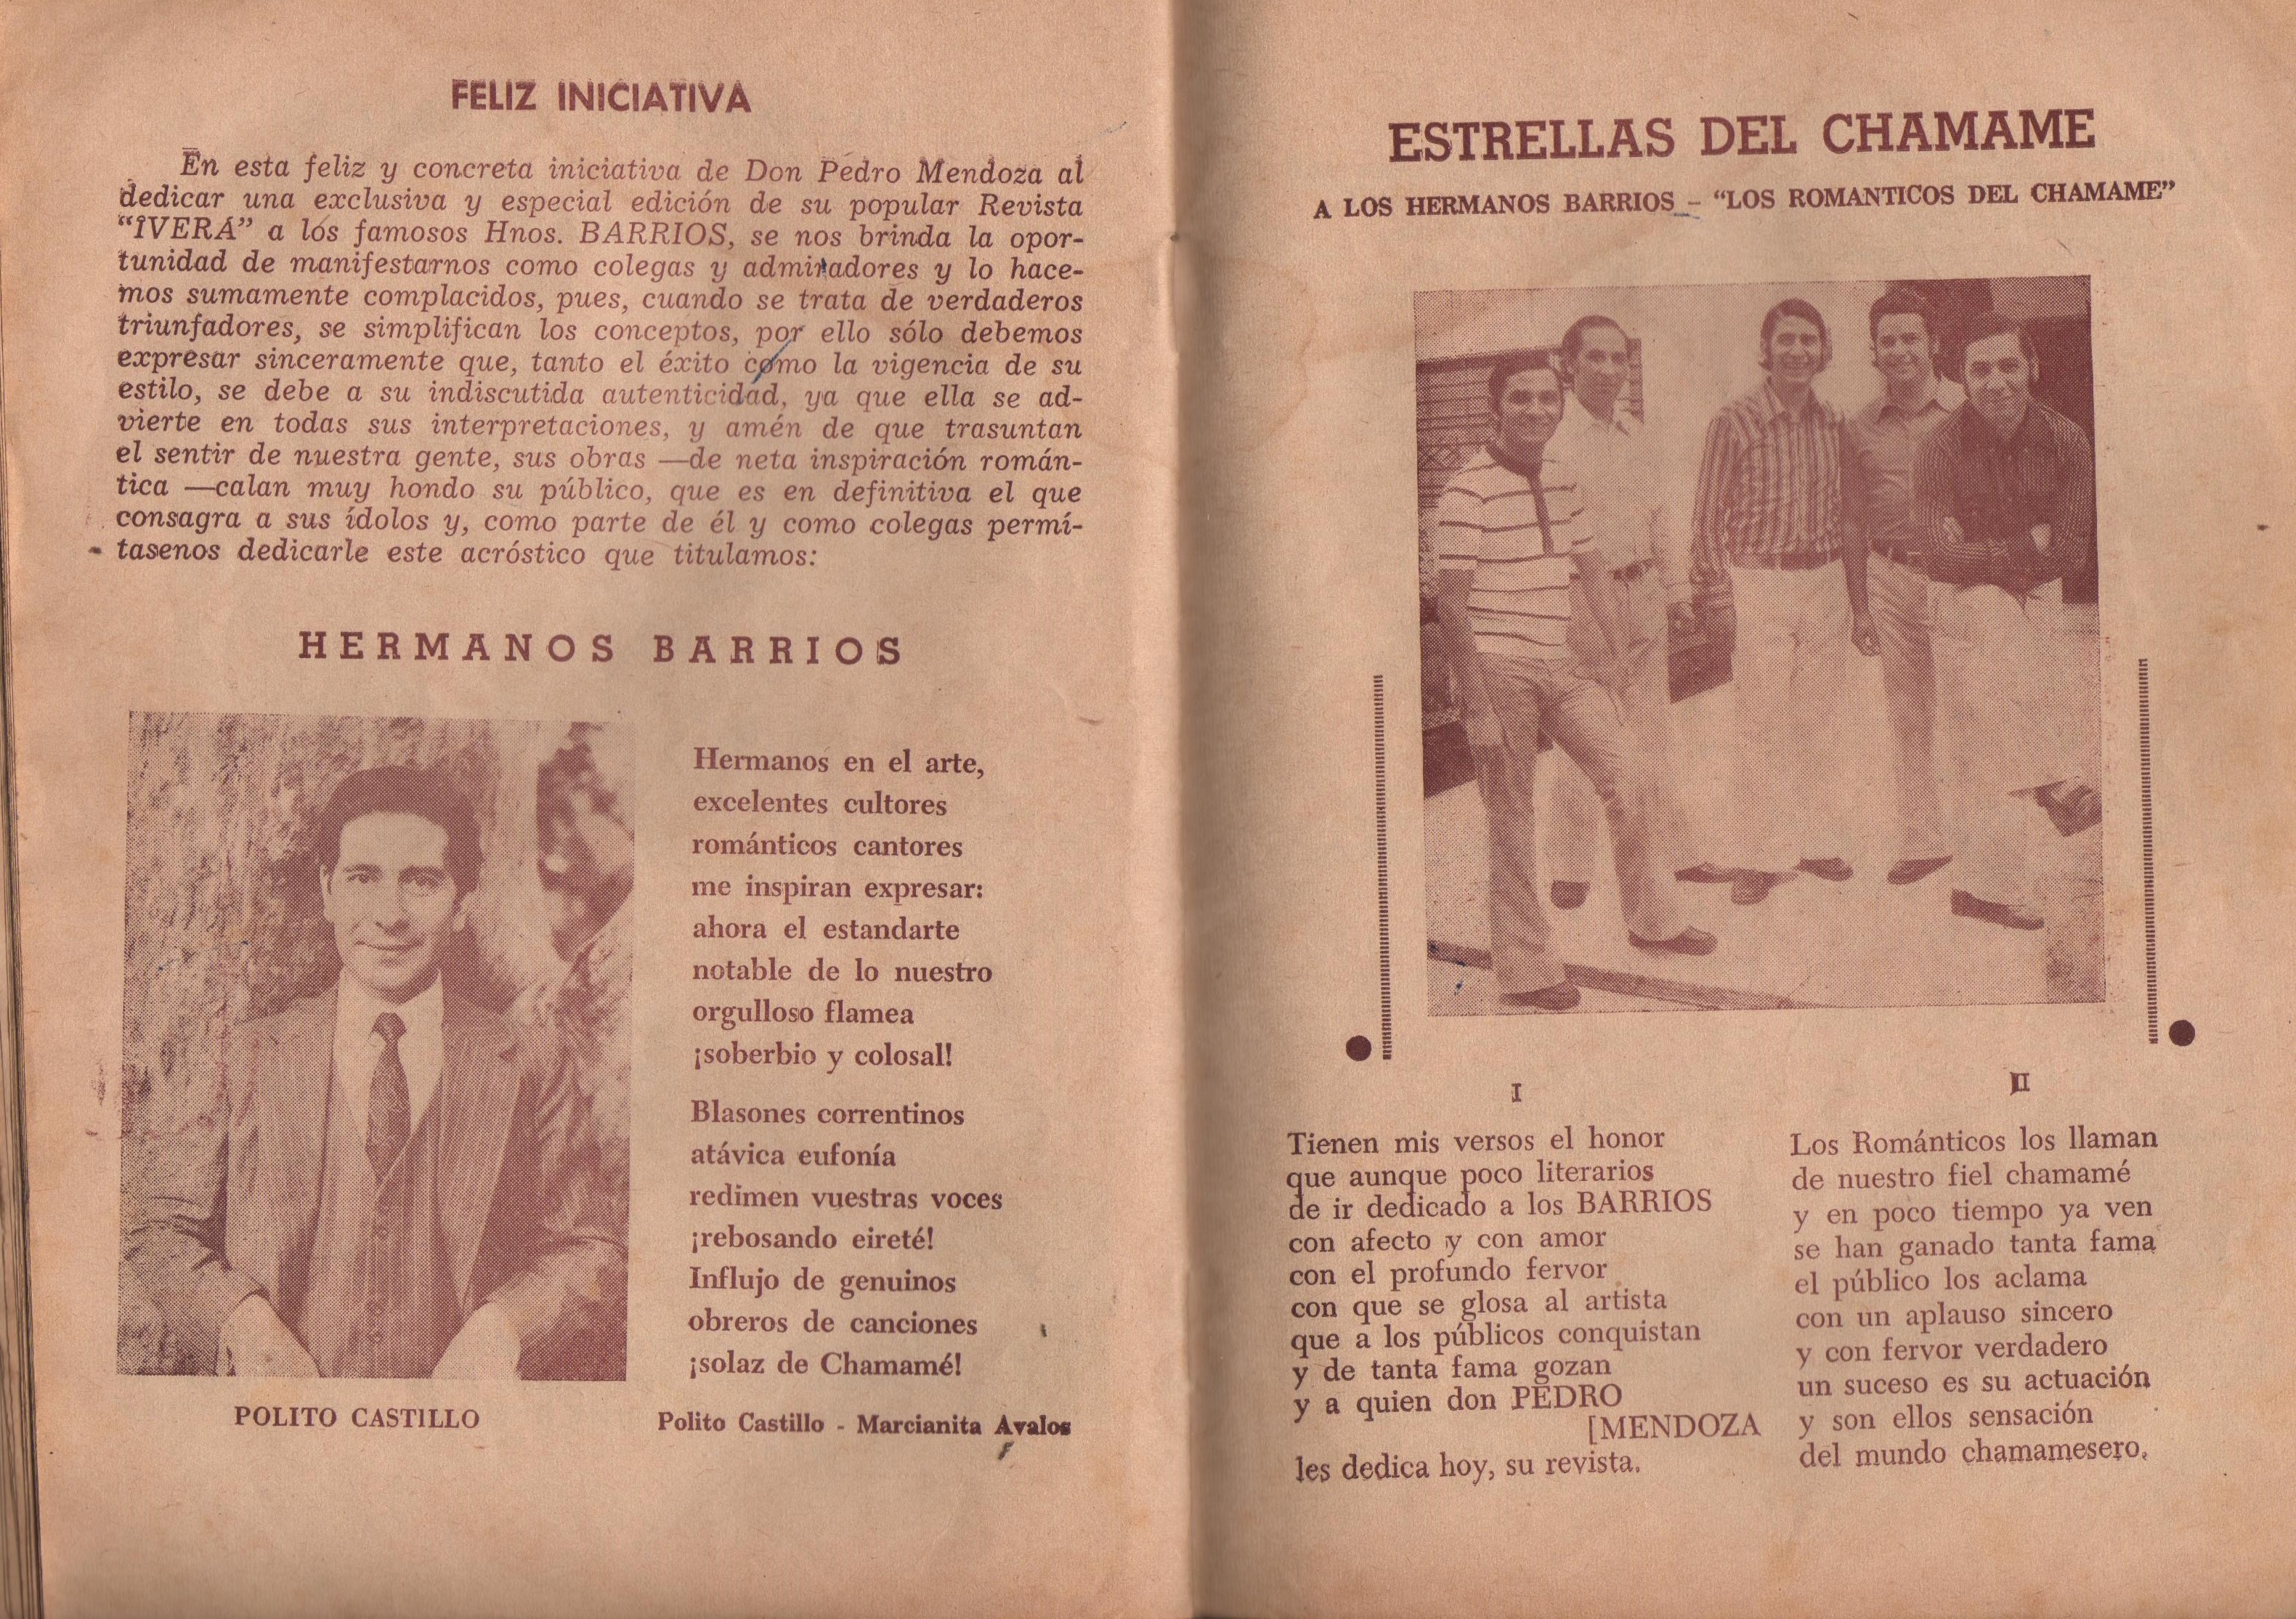 FELIZ INICIATIVA
En esta feliz y concreta iniciativa de Don Pedro Mendoza al
dedicar una exclusiva y especial edición de su popular Revista
“IVERÁ” a los famosos Hnos. BARRIOS, se nos brinda la opor-
tunidad de manifestarnos como colegas y admiradores y lo hace-
mos sumamente complacidos, pues, cuando se trata de verdaderos
triunfadores, se simplifican los conceptos, por ello sólo debemos
expresar sinceramente que, tanto el éxito como la vigencia de su
estilo, se debe a su indiscutida autenticidad, ya que ella se ad-
vierte en todas sus interpretaciones, y amén de que trasuntan
el sentir de nuestra gente, sus obras —de neta inspiración román-
tica —calan muy hondo su público, que es en definitiva el que
consagra a sus ídolos y, como parte de él y como colegas permí-
tasenos dedicarle este acróstico que titulamos:
HERMANOS BARRIOS
Hermanos en el arte,
excelentes cultores
románticos cantores
me inspiran expresar:
ahora el estandarte
notable de lo nuestro
orgulloso flamea
¡soberbio y colosal!
Blasones correntinos
atávica eufonía
redimen vuestras voces
¡rebosando eireté!
Influjo de genuinos
obreros de canciones
¡solaz de Chamamé!
POLITO CASTILLO
Polito Castillo - Marcianita Avalos
ESTRELLAS DEL CHAMAME
A LOS HERMANOS BARRIOS – “LOS ROMANTICOS DEL CHAMAME”
I
Tienen mis versos el honor
que aunque poco literarios
de ir dedicado a los BARRIOS
con afecto y con amor
con el profundo fervor
con que se glosa al artista
que a los públicos conquistan
y de tanta fama gozan
y a quien don PEDRO
[MENDOZA
les dedica hoy, su revista.
II
Los Románticos los llaman
de nuestro fiel chamamé
y en poco tiempo ya ven
se han ganado tanta fama
el público los aclama
con un aplauso sincero
y con fervor verdadero
un suceso es su actuación
y son ellos sensación
del mundo chamamesero.